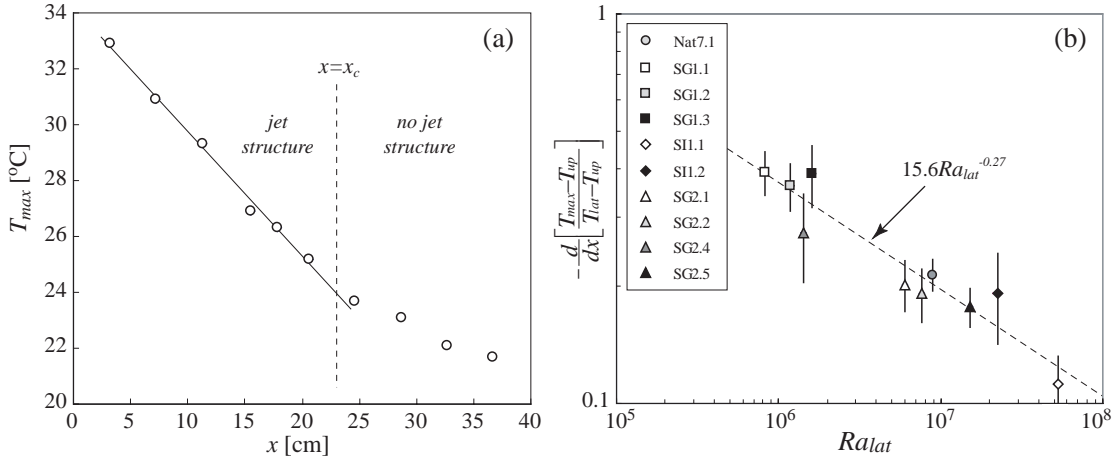 (a)
x=x_c
jet
structure
no jet
structure
T_max [°C]
34
32
30
28
26
24
22
20
0
5
10
15
20
25
30
35
40
x [cm]
(b)
1
0.1
Nat7.1
SG1.1
SG1.2
SG1.3
SI1.1
SI1.2
SG2.1
SG2.2
SG2.4
SG2.5
15.6Ra_lat^-0.27
-d/dx [T_max-T_up / T_lat-T_up]
10^5
10^6
10^7
10^8
Ra_lat